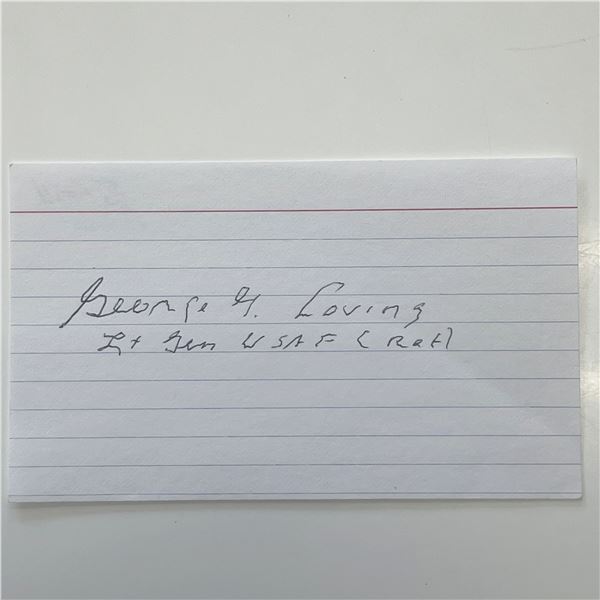 George G. Loving
Lt Gen USAF (Ret)